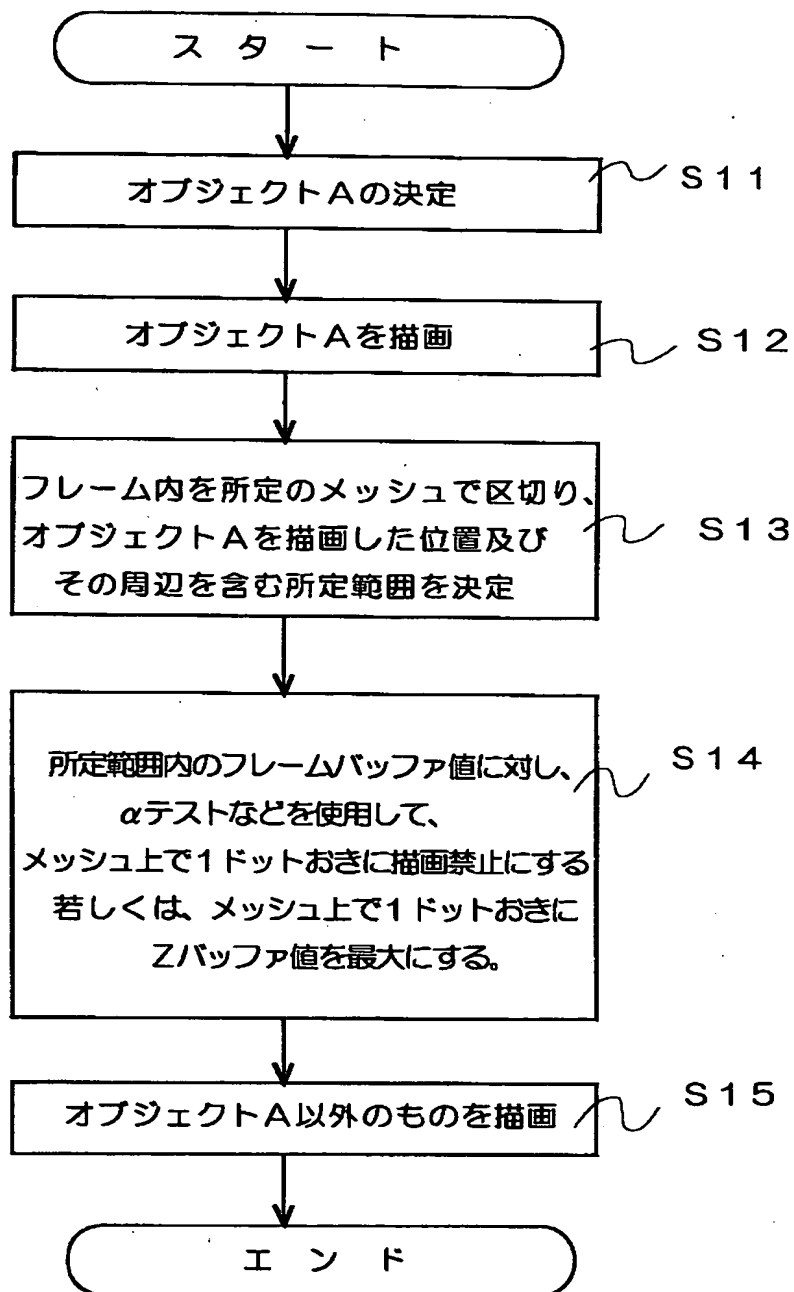 スタート
オブジェクトAの決定
S11
オブジェクトAを描画
S12
フレーム内を所定のメッシュで区切り、
オブジェクトAを描画した位置及び
その周辺を含む所定範囲を決定
S13
所定範囲内のフレームバッファ値に対し、
αテストなどを使用して、
メッシュ上で1ドットおきに描画禁止にする
若しくは、メッシュ上で1ドットおきに
Zバッファ値を最大にする。
S14
オブジェクトA以外のものを描画
S15
エンド